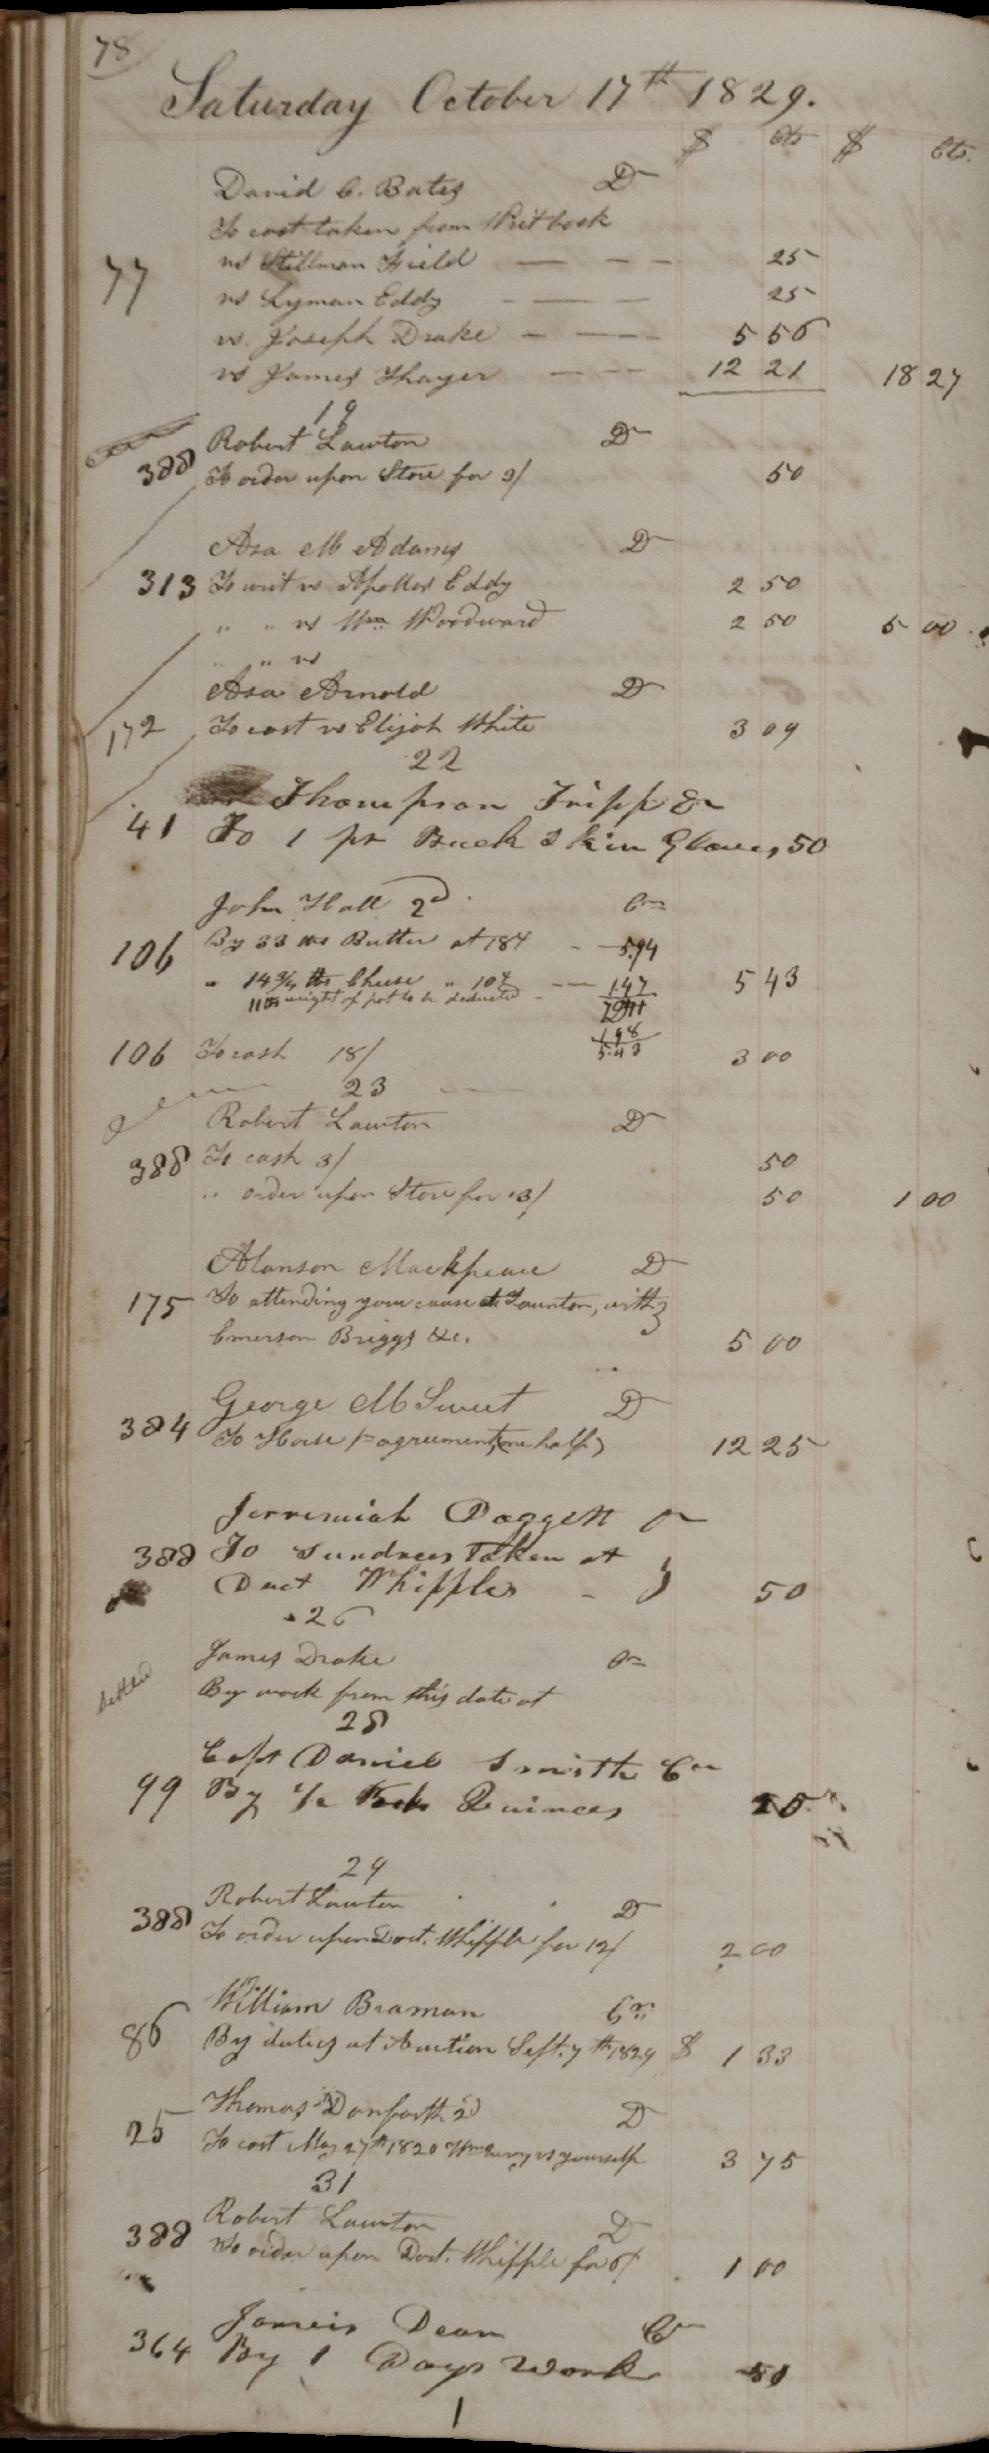 78
Saturday October 17th 1829.
$ Cts $ Cts.
David C. Bates Dr
To cost taken from Writ book
77 vs Stillman Field — — — 25
vs Lyman Eddy — — — 25
vs. Joseph Drake — — — 5 56
vs James Thayer — — — 12 21 18 27
19
Robert Lawton Dr
388 To order upon Store for 3/ 50
Asa M Adams Dr
313 To writ vs Apollos Eddy 2 50
" " vs Wm Woodward 2 50 5 00
" " vs
Asa Arnold Dr
172 To cost vs Elijah White 3 09
22
Thompson Tripp Dr
41 To 1 pr Buck Skin Gloves 50
John Hall 2d Cr
106 By 33 lbs Butter at 18¢ — 5.94
" 14 3/4 lbs Cheese " 10¢ — 1.47 5 43
11 lbs weight of pot to be deducted - 7.41
1.98
5.43
106 To cash 18/ 3 00
23
Robert Lawton Dr
388 To cash 3/ 50
" order upon Store for 3/ 50 1 00
Alanson Mackpeace Dr
175 To attending your cause at Taunton, with }
Emerson Briggs &c. 5 00
George M Sweet Dr
384 To Horse pr agreement, (one half) 12 25
Jerremiah Daggett Dr
388 To Sundrees Taken at }
Doct Whipples - 50
26
James Drake Cr
settled By work from this date at
28
Capt Daniel Smith Cr
99 By 1/2 Quinces 25
29
Robert Lawton Dr
388 To order upon Doct. Whipple for 12/ 2 00
William Braman Cr
86 By duties at Auction Sept. 7th 1829 $ 1 33
Thomas Danforth 2d Dr
25 To cost May 27th 1820 vs yourself 3 75
31
Robert Lawton Dr
388 To order upon Doct. Whipple for 6/ 1 00
Jameis Dean Cr
364 By 1 Days Work 50
1